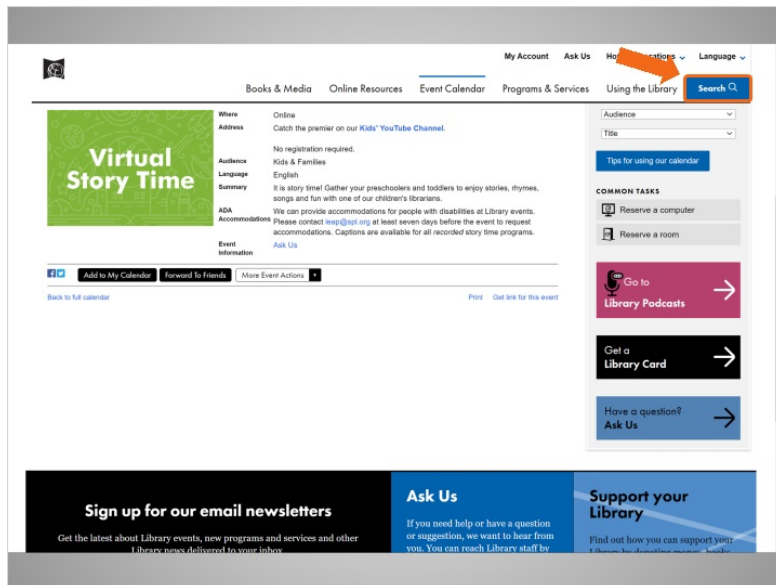 My Account Ask Us Hours & Locations Language
Books & Media Online Resources Event Calendar Programs & Services Using the Library Search
Virtual
Story Time
Where Online
Address Catch the premier on our Kids' YouTube Channel.
No registration required.
Audience Kids & Families
Language English
Summary It is story time! Gather your preschoolers and toddlers to enjoy stories, rhymes,
songs and fun with one of our children's librarians.
ADA We can provide accommodations for people with disabilities at Library events.
Accommodations Please contact leap@spl.org at least seven days before the event to request
accommodations. Captions are available for all recorded story time programs.
Event Ask Us
Information
Add to My Calendar Forward To Friends More Event Actions
Back to full calendar Print Get link for this event
Audience
Title
Tips for using our calendar
COMMON TASKS
Reserve a computer
Reserve a room
Go to
Library Podcasts
Get a
Library Card
Have a question?
Ask Us
Sign up for our email newsletters
Get the latest about Library events, new programs and services and other
Library news delivered to your inbox
Ask Us
If you need help or have a question
or suggestion, we want to hear from
you. You can reach Library staff by
Support your
Library
Find out how you can support your
Library by donating money, books